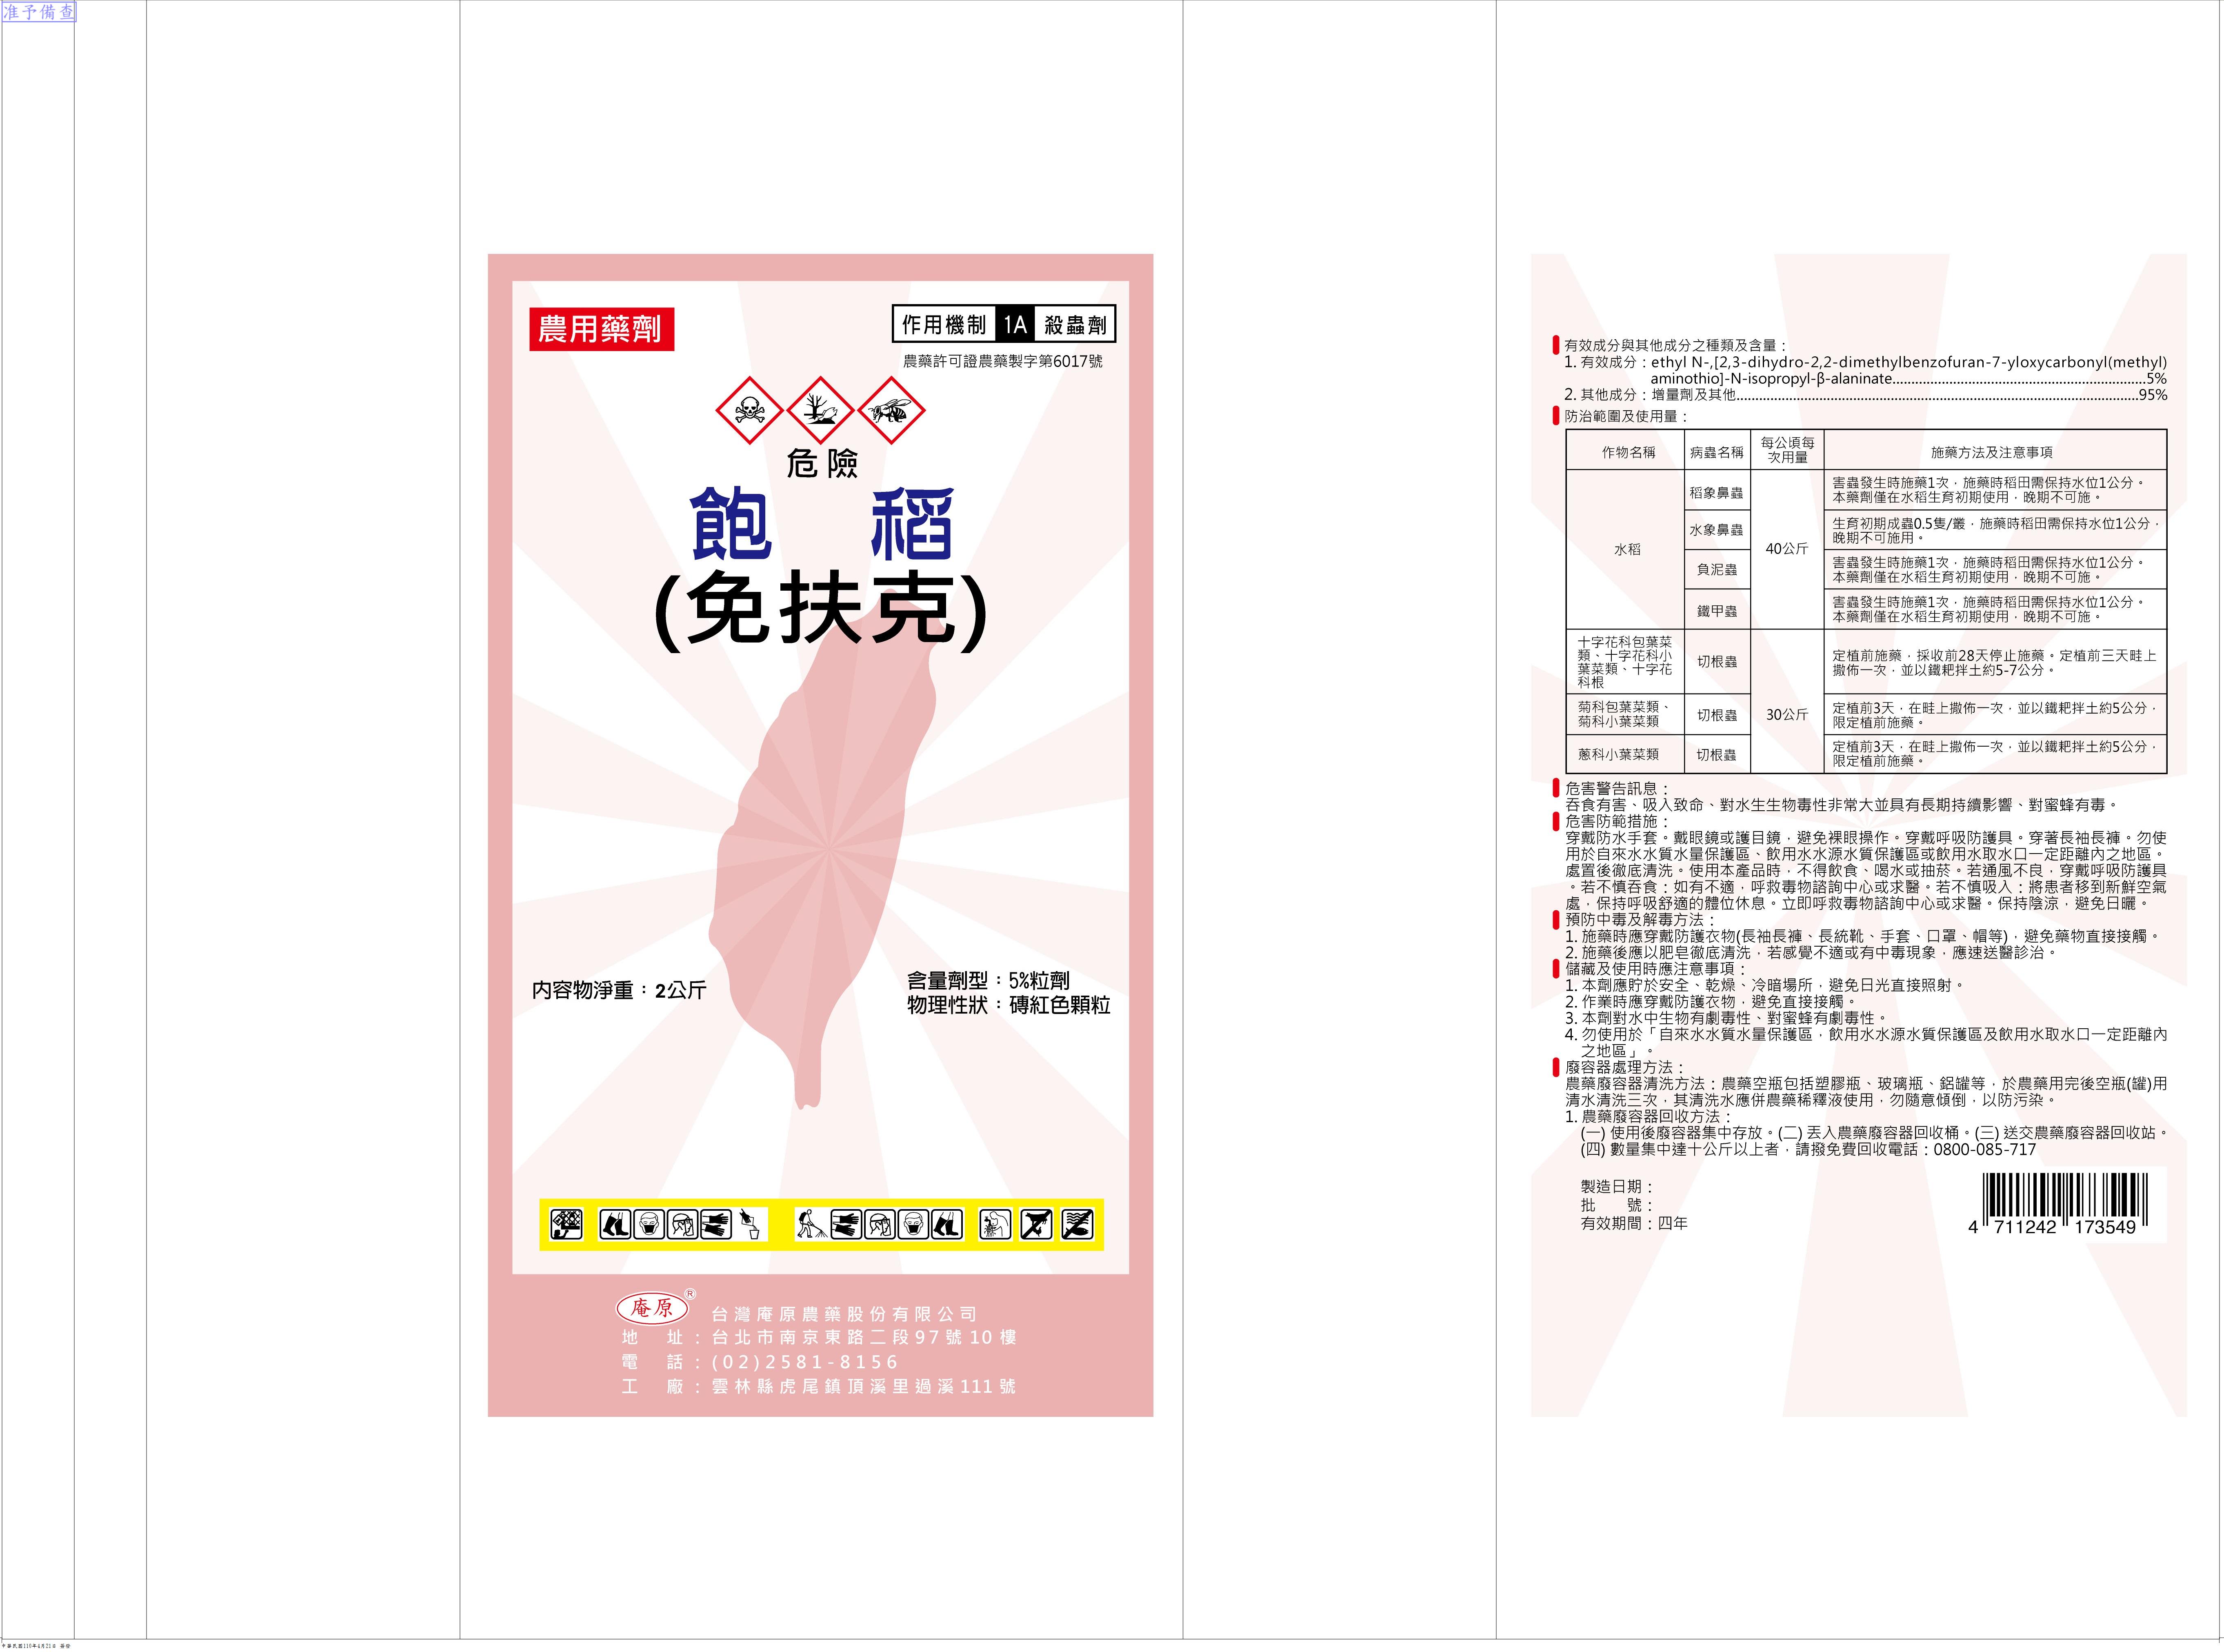 准予備查
農用藥劑
作用機制 1A 殺蟲劑
農藥許可證農藥製字第6017號
危險
飽 稻
(免扶克)
內容物淨重：2公斤
含量劑型：5%粒劑
物理性狀：磚紅色顆粒
庵原®
台灣庵原農藥股份有限公司
地 址：台北市南京東路二段97號10樓
電 話：(02)2581-8156
工 廠：雲林縣虎尾鎮頂溪里過溪111號
有效成分與其他成分之種類及含量：
1. 有效成分：ethyl N-,[2,3-dihydro-2,2-dimethylbenzofuran-7-yloxycarbonyl(methyl)
aminothio]-N-isopropyl-β-alaninate.....5%
2. 其他成分：增量劑及其他.....95%
防治範圍及使用量：
作物名稱 病蟲名稱 每公頃每次用量 施藥方法及注意事項
水稻 稻象鼻蟲 40公斤 害蟲發生時施藥1次，施藥時稻田需保持水位1公分。
本藥劑僅在水稻生育初期使用，晚期不可施。
水象鼻蟲 生育初期成蟲0.5隻/叢，施藥時稻田需保持水位1公分，
晚期不可施用。
負泥蟲 害蟲發生時施藥1次，施藥時稻田需保持水位1公分。
本藥劑僅在水稻生育初期使用，晚期不可施。
鐵甲蟲 害蟲發生時施藥1次，施藥時稻田需保持水位1公分。
本藥劑僅在水稻生育初期使用，晚期不可施。
十字花科包葉菜
類、十字花科小
葉菜類、十字花
科根
切根蟲 30公斤 定植前施藥，採收前28天停止施藥。定植前三天畦上
撒佈一次，並以鐵耙拌土約5-7公分。
菊科包葉菜類、
菊科小葉菜類
切根蟲 定植前3天，在畦上撒佈一次，並以鐵耙拌土約5公分，
限定植前施藥。
蔥科小葉菜類 切根蟲 定植前3天，在畦上撒佈一次，並以鐵耙拌土約5公分，
限定植前施藥。
危害警告訊息：
吞食有害、吸入致命、對水生生物毒性非常大並具有長期持續影響、對蜜蜂有毒。
危害防範措施：
穿戴防水手套。戴眼鏡或護目鏡，避免裸眼操作。穿戴呼吸防護具。穿著長袖長褲。勿使
用於自來水水質水量保護區、飲用水水源水質保護區或飲用水取水口一定距離內之地區。
處置後徹底清洗。使用本產品時，不得飲食、喝水或抽菸。若通風不良，穿戴呼吸防護具
。若不慎吞食：如有不適，呼救毒物諮詢中心或求醫。若不慎吸入：將患者移到新鮮空氣
處，保持呼吸舒適的體位休息。立即呼救毒物諮詢中心或求醫。保持陰涼，避免日曬。
預防中毒及解毒方法：
1. 施藥時應穿戴防護衣物(長袖長褲、長統靴、手套、口罩、帽等)，避免藥物直接接觸。
2. 施藥後應以肥皂徹底清洗，若感覺不適或有中毒現象，應速送醫診治。
儲藏及使用時應注意事項：
1. 本劑應貯於安全、乾燥、冷暗場所，避免日光直接照射。
2. 作業時應穿戴防護衣物，避免直接接觸。
3. 本劑對水中生物有劇毒性、對蜜蜂有劇毒性。
4. 勿使用於「自來水水質水量保護區，飲用水水源水質保護區及飲用水取水口一定距離內
之地區」。
廢容器處理方法：
農藥廢容器清洗方法：農藥空瓶包括塑膠瓶、玻璃瓶、鋁罐等，於農藥用完後空瓶(罐)用
清水清洗三次，其清洗水應併農藥稀釋液使用，勿隨意傾倒，以防污染。
1. 農藥廢容器回收方法：
(一) 使用後廢容器集中存放。(二) 丟入農藥廢容器回收桶。(三) 送交農藥廢容器回收站。
(四) 數量集中達十公斤以上者，請撥免費回收電話：0800-085-717
製造日期：
批 號：
有效期間：四年
4 711242 173549